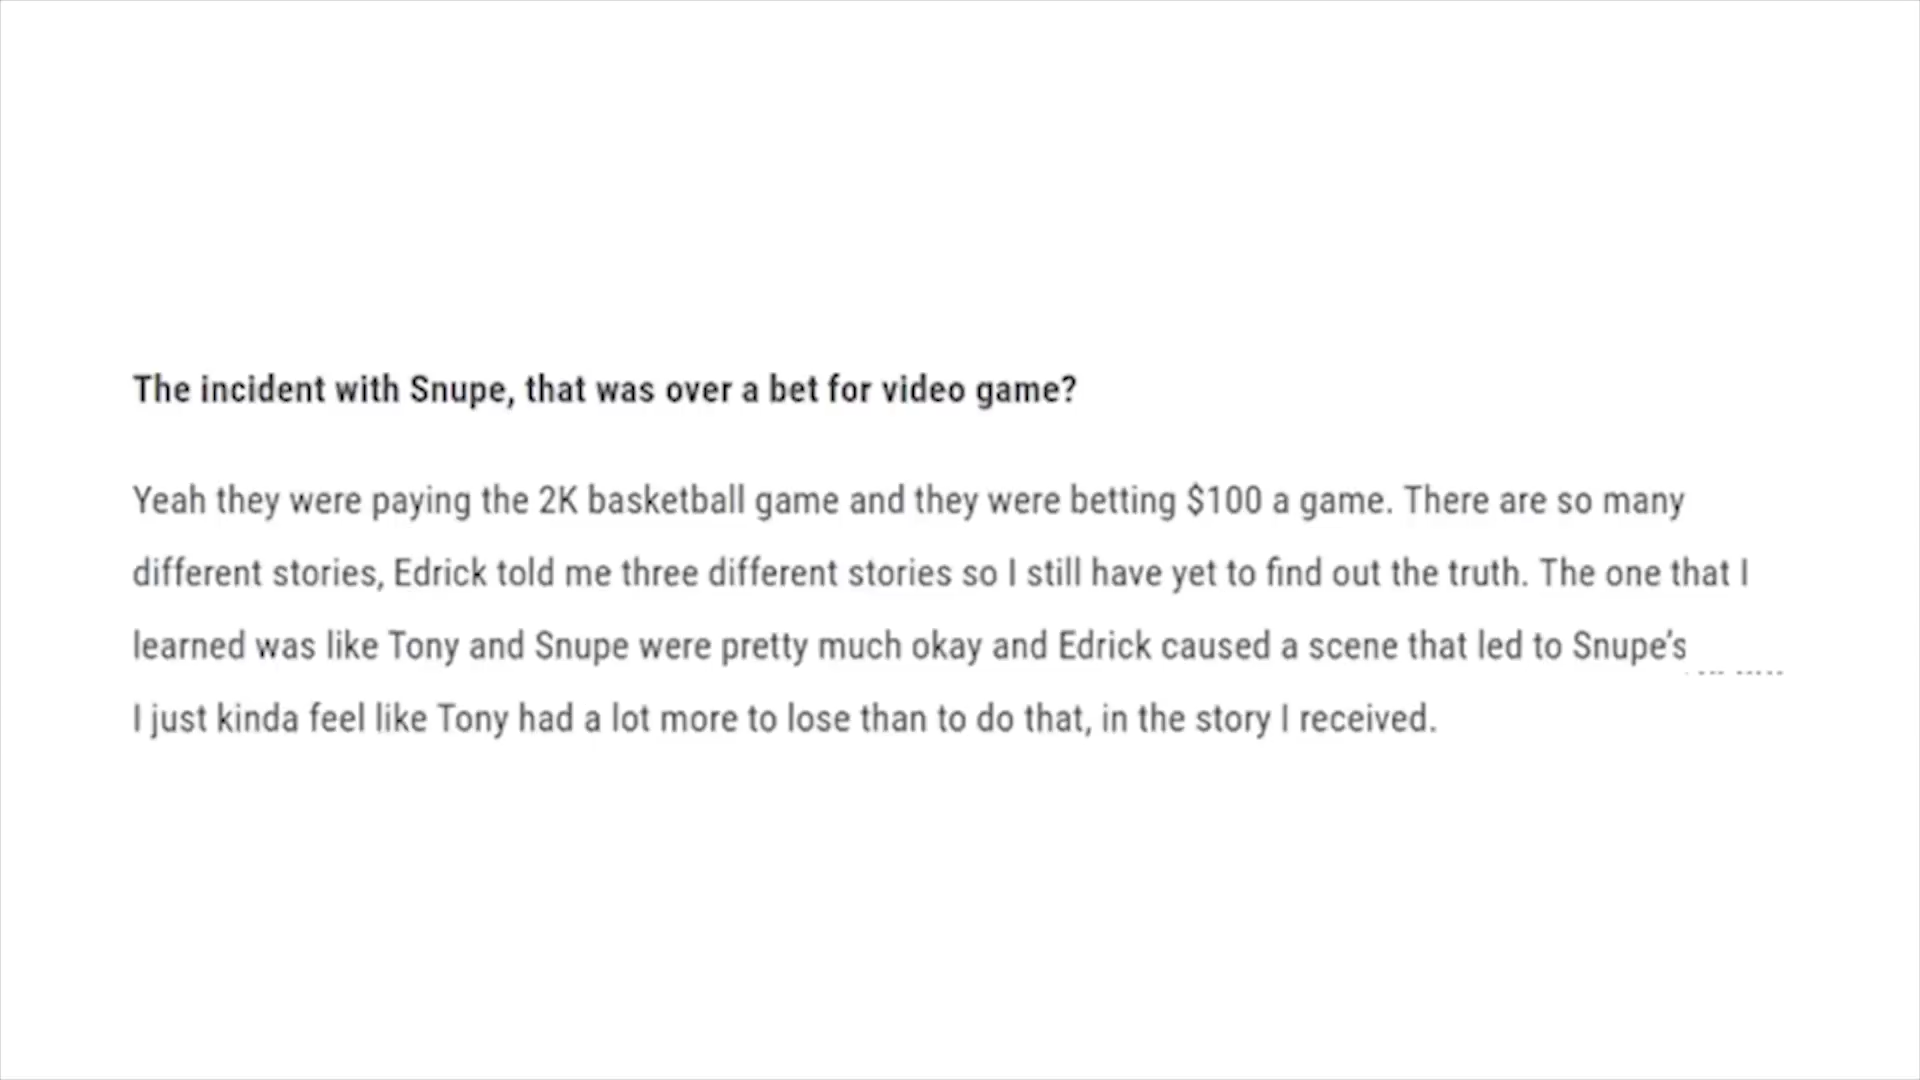 The incident with Snupe, that was over a bet for video game?
Yeah they were paying the 2K basketball game and they were betting $100 a game. There are so many
different stories, Edrick told me three different stories so I still have yet to find out the truth. The one that I
learned was like Tony and Snupe were pretty much okay and Edrick caused a scene that led to Snupe’s
I just kinda feel like Tony had a lot more to lose than to do that, in the story I received.